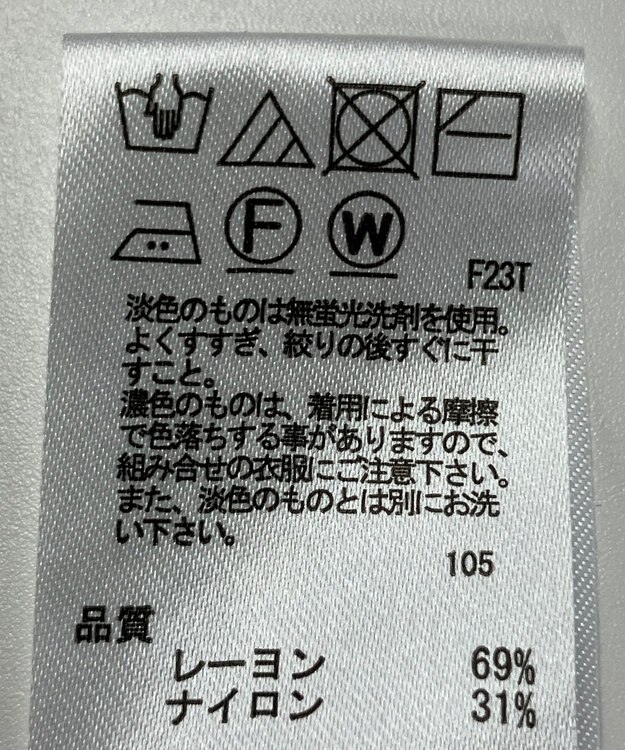 F W
F23T
淡色のものは無蛍光洗剤を使用。
よくすすぎ、絞りの後すぐに干
すこと。
濃色のものは、着用による摩擦
で色落ちする事がありますので、
組み合せの衣服にご注意下さい。
また、淡色のものとは別にお洗
い下さい。
105
品質
レーヨン 69%
ナイロン 31%